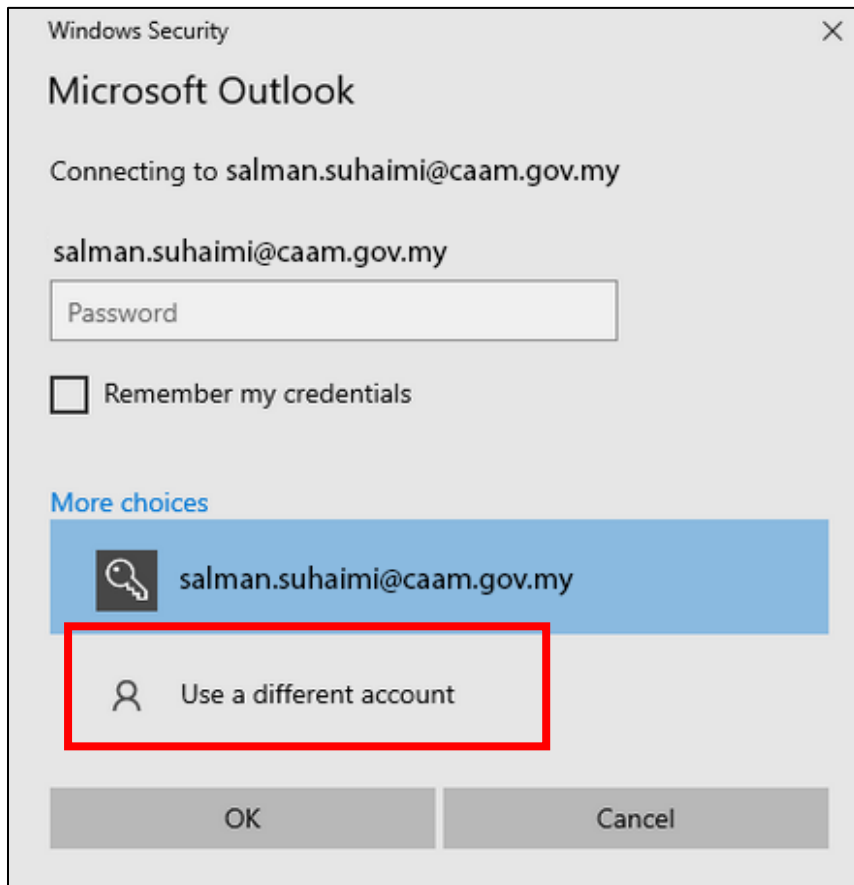 Windows Security
Microsoft Outlook
Connecting to salman.suhaimi@caam.gov.my
salman.suhaimi@caam.gov.my
Password
Remember my credentials
More choices
salman.suhaimi@caam.gov.my
Use a different account
OK Cancel